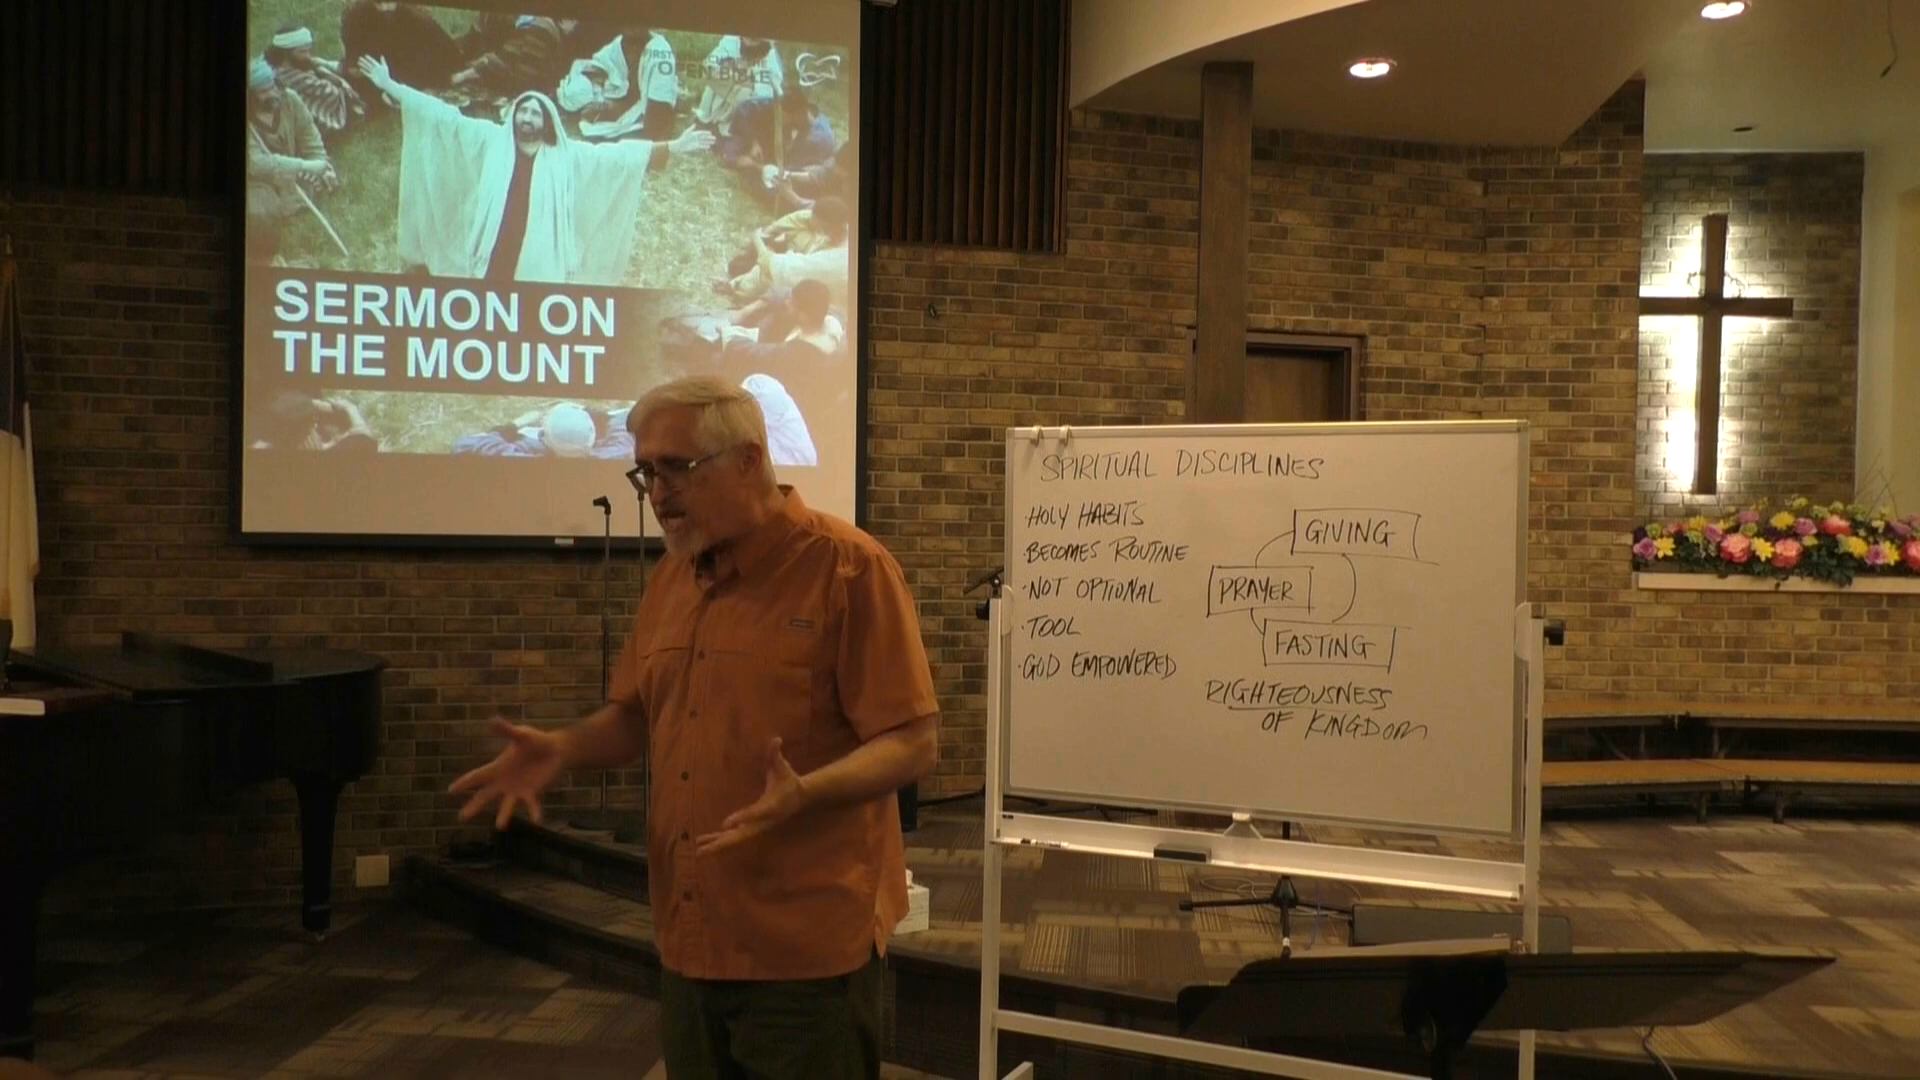 FIRST
OPEN BIBLE
SERMON ON
THE MOUNT
SPIRITUAL DISCIPLINES
·HOLY HABITS
·BECOMES ROUTINE
·NOT OPTIONAL
·TOOL
·GOD EMPOWERED
GIVING
PRAYER
FASTING
RIGHTEOUSNESS
OF KINGDOM